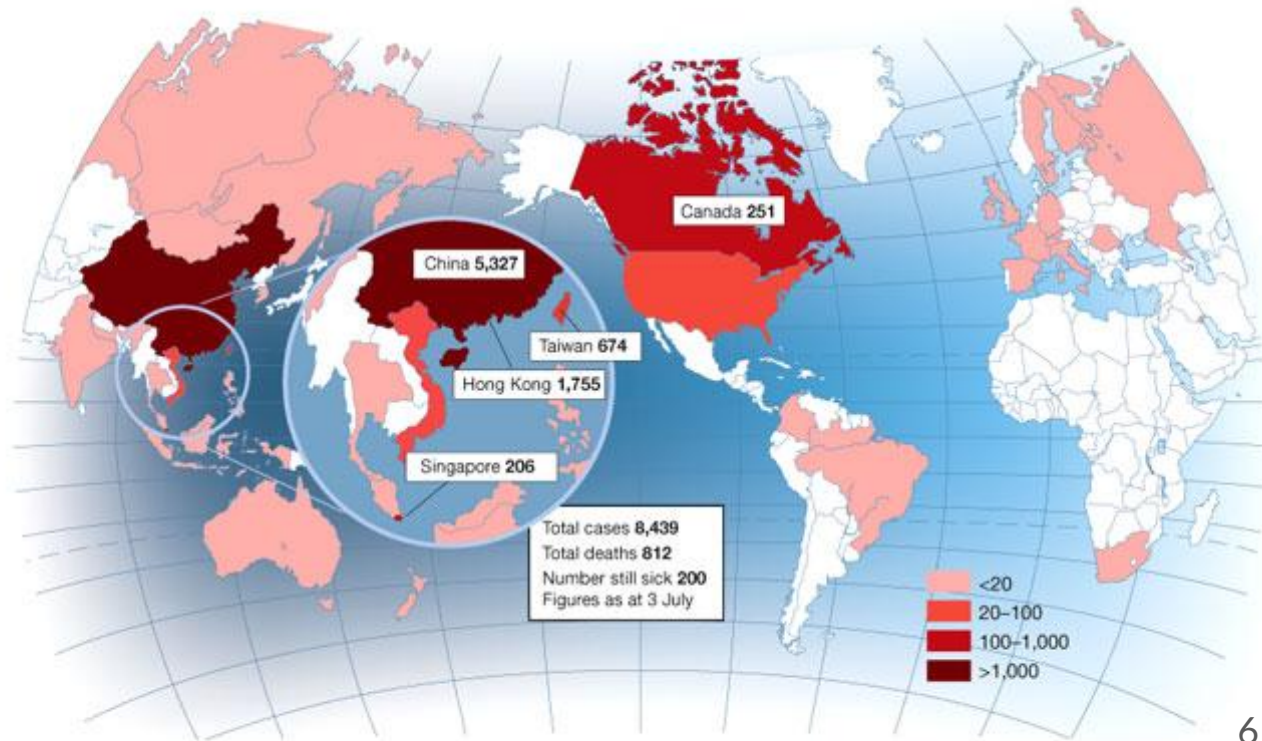 Canada 251
China 5,327
Taiwan 674
Hong Kong 1,755
Singapore 206
Total cases 8,439
Total deaths 812
Number still sick 200
Figures as at 3 July
<20
20–100
100–1,000
>1,000
6